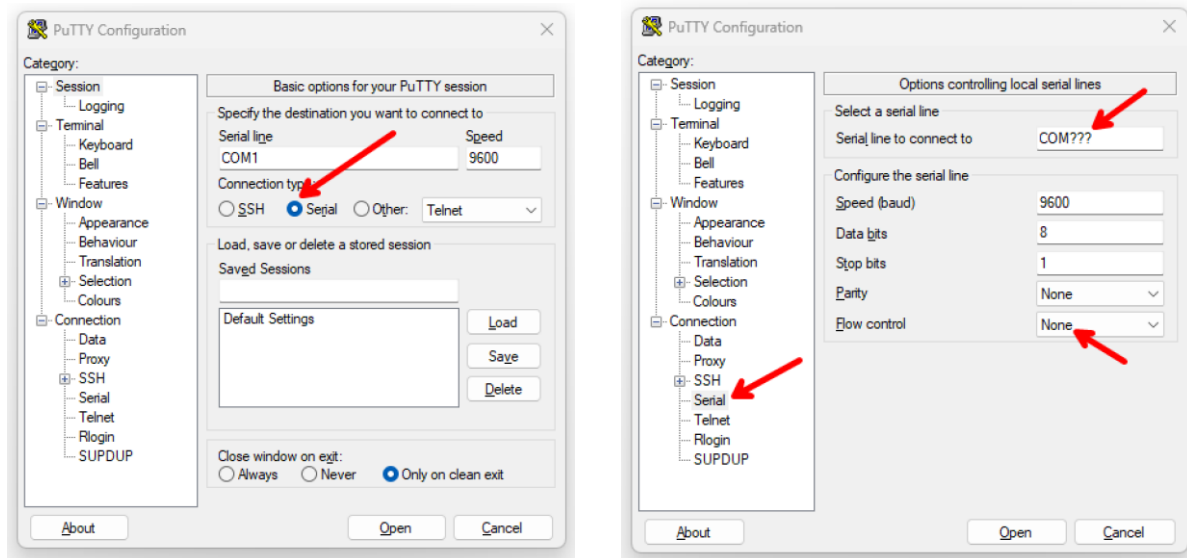 PuTTY Configuration
Category:
Session
Logging
Terminal
Keyboard
Bell
Features
Window
Appearance
Behaviour
Translation
Selection
Colours
Connection
Data
Proxy
SSH
Serial
Telnet
Rlogin
SUPDUP
Basic options for your PuTTY session
Specify the destination you want to connect to
Serial line Speed
COM1 9600
Connection type:
SSH Serial Other: Telnet
Load, save or delete a stored session
Saved Sessions
Default Settings
Load
Save
Delete
Close window on exit:
Always Never Only on clean exit
About Open Cancel
PuTTY Configuration
Category:
Session
Logging
Terminal
Keyboard
Bell
Features
Window
Appearance
Behaviour
Translation
Selection
Colours
Connection
Data
Proxy
SSH
Serial
Telnet
Rlogin
SUPDUP
Options controlling local serial lines
Select a serial line
Serial line to connect to COM???
Configure the serial line
Speed (baud) 9600
Data bits 8
Stop bits 1
Parity None
Flow control None
About Open Cancel